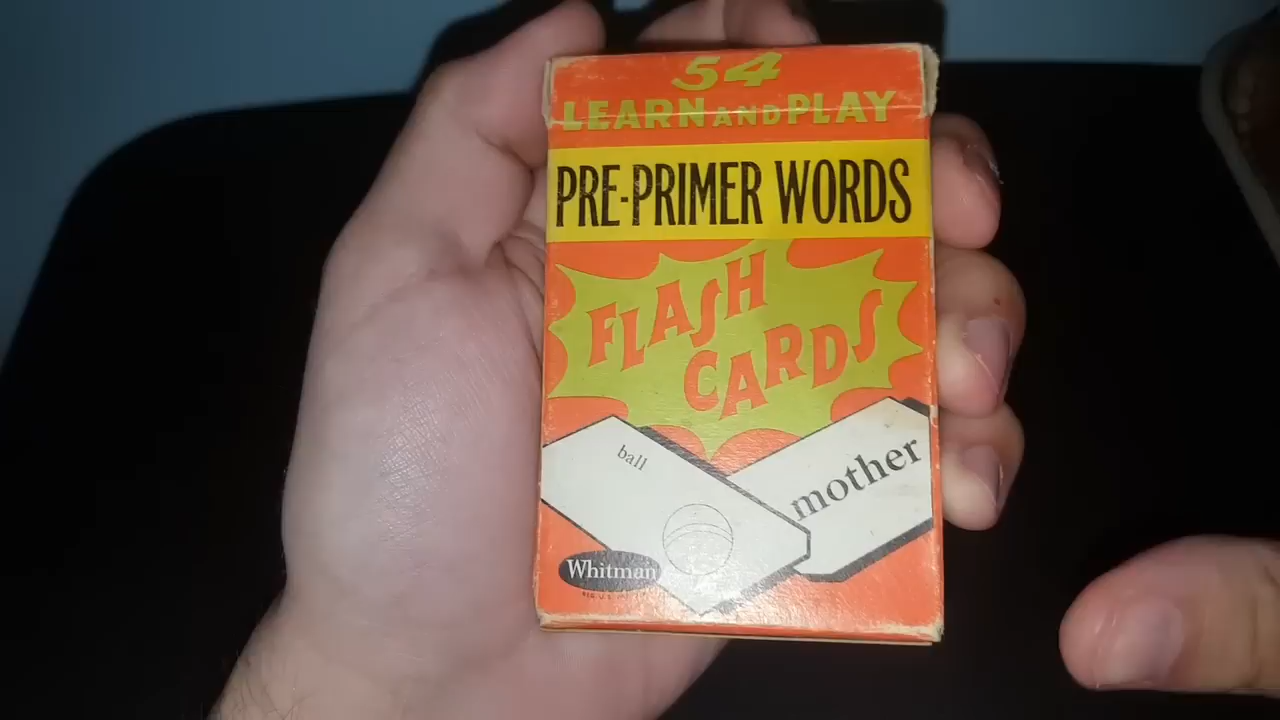 54
LEARN AND PLAY
PRE-PRIMER WORDS
FLASH
CARDS
ball
mother
Whitman